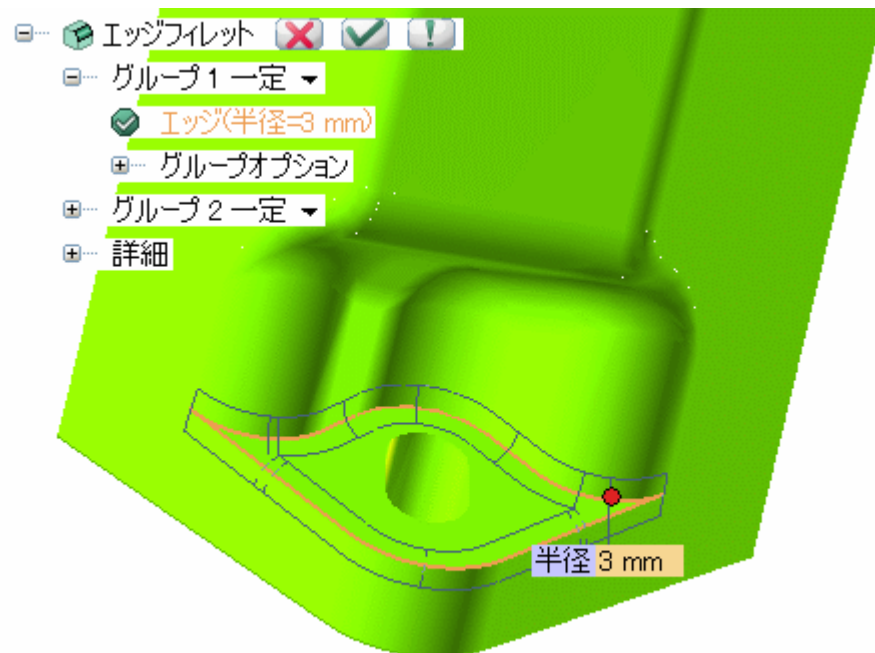 エッジフィレット
グループ 1 一定
エッジ(半径=3 mm)
グループオプション
グループ 2 一定
詳細
半径 3 mm